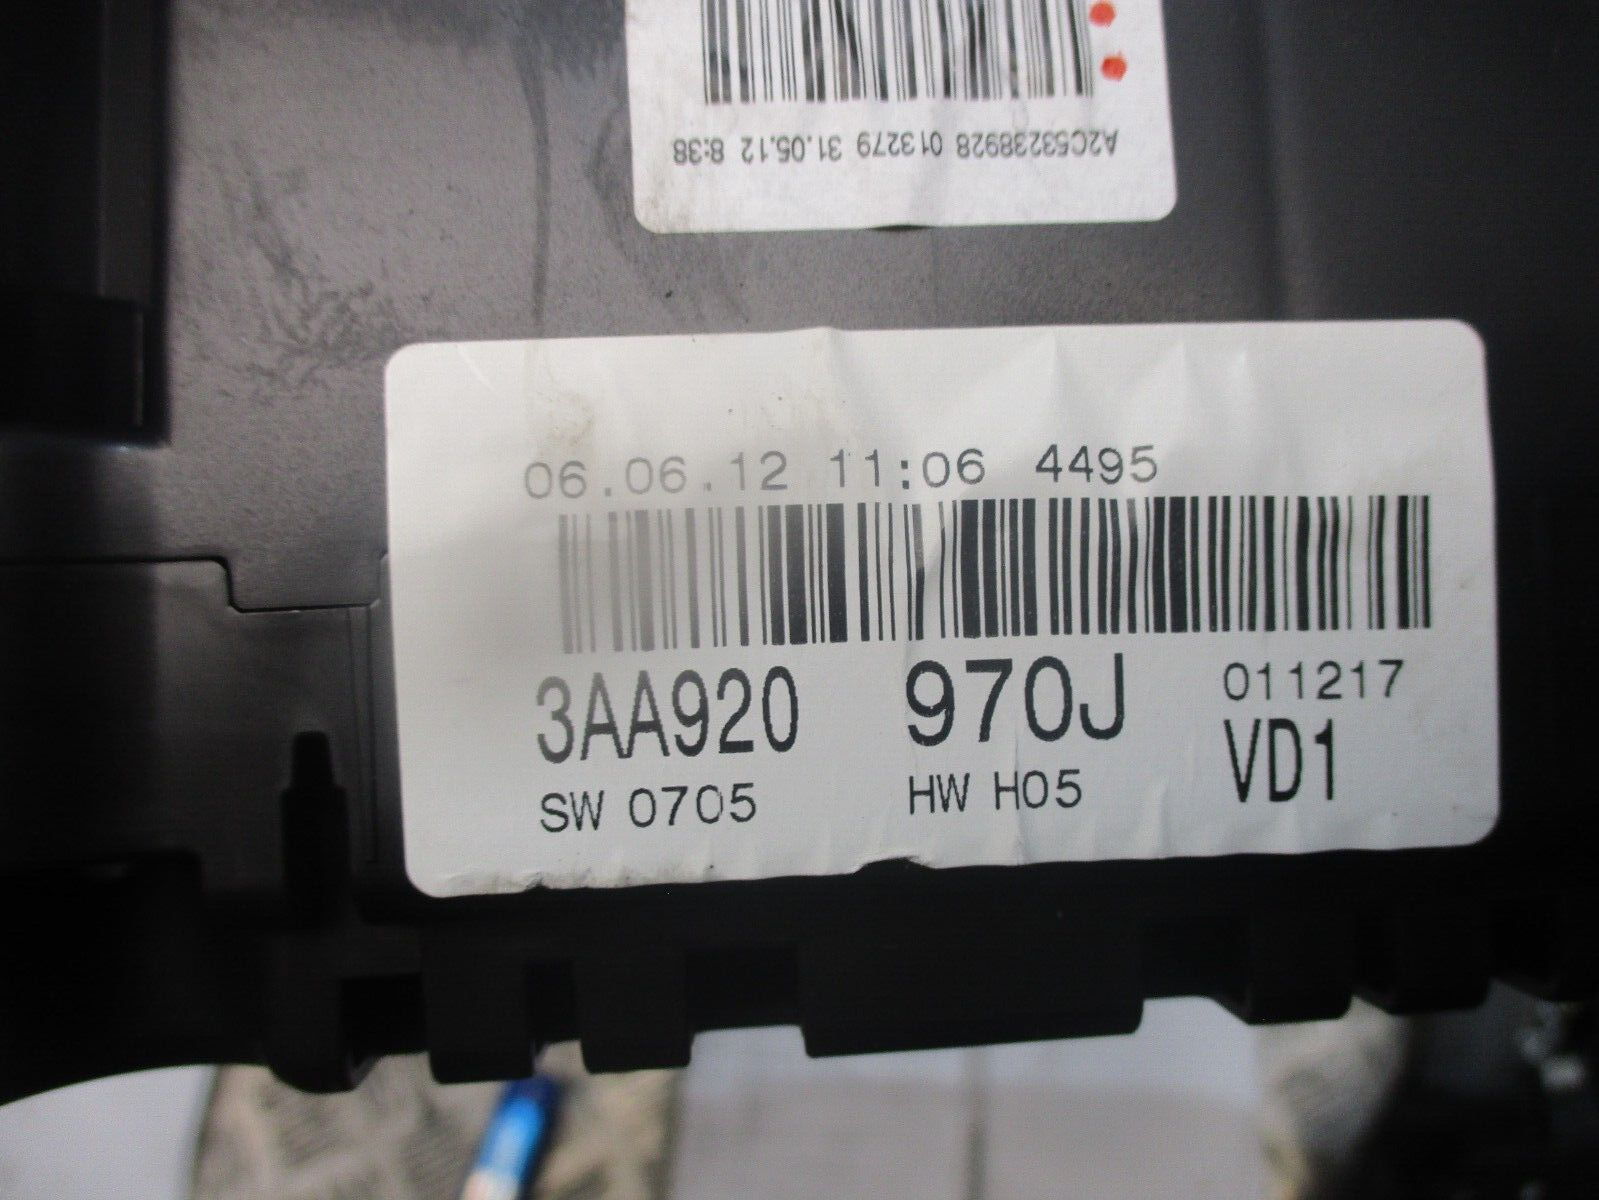 A2C53238928 013279 31.05.12 8:38
06.06.12 11:06 4495
3AA920 970J 011217
SW 0705 HW H05 VD1